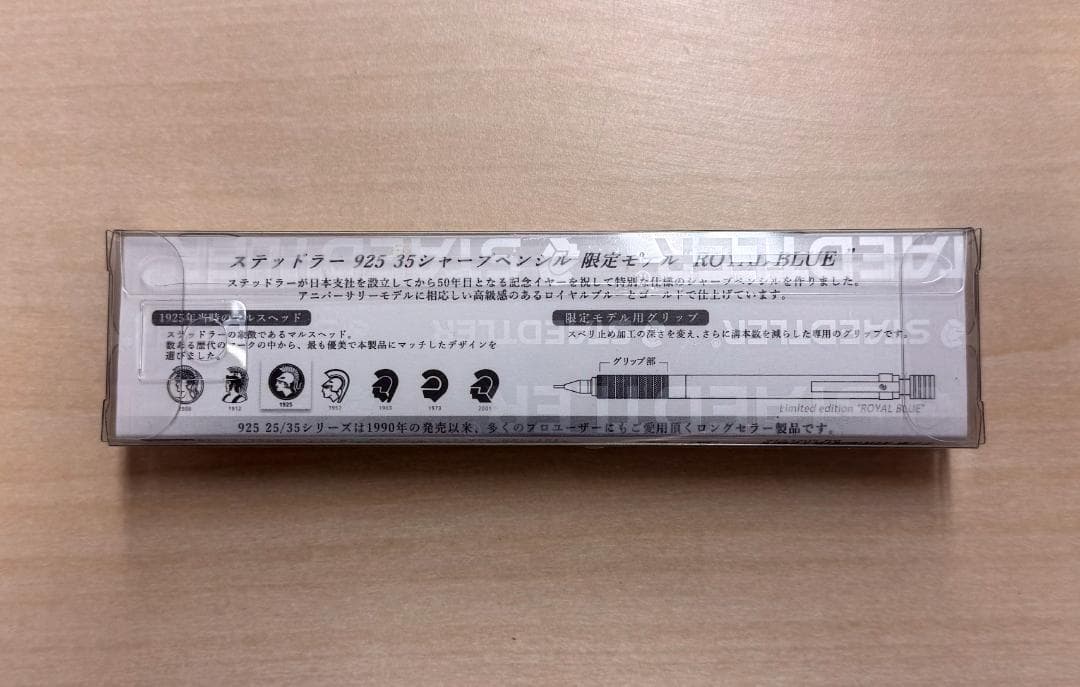 ステッドラー 925 35シャープペンシル 限定モデル "ROYAL BLUE"
ステッドラーが日本支社を設立してから50年目となる記念イヤーを祝して特別な仕様のシャープペンシルを作りました。
アニバーサリーモデルに相応しい高級感のあるロイヤルブルーとゴールドで仕上げています。
1925年当時のマルスヘッド
ステッドラーの象徴であるマルスヘッド。
数ある歴代のマークの中から、最も優美で本製品にマッチしたデザインを
選びました。
1912 1925 1952 1965 1973 2001
限定モデル用グリップ
スベリ止め加工の深さを変え、さらに溝本数を減らした専用のグリップです。
グリップ部
Limited edition "ROYAL BLUE"
925 25/35シリーズは1990年の発売以来、多くのプロユーザーにもご愛用頂くロングセラー製品です。